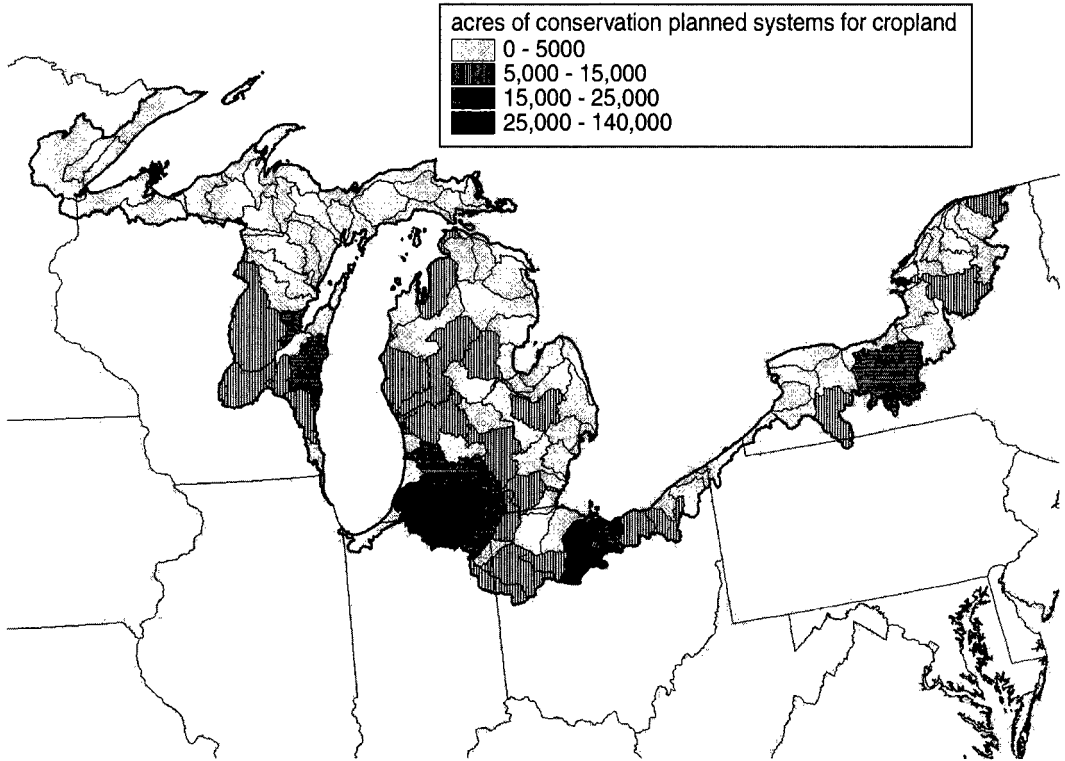 acres of conservation planned systems for cropland
0 - 5000
5,000 - 15,000
15,000 - 25,000
25,000 - 140,000